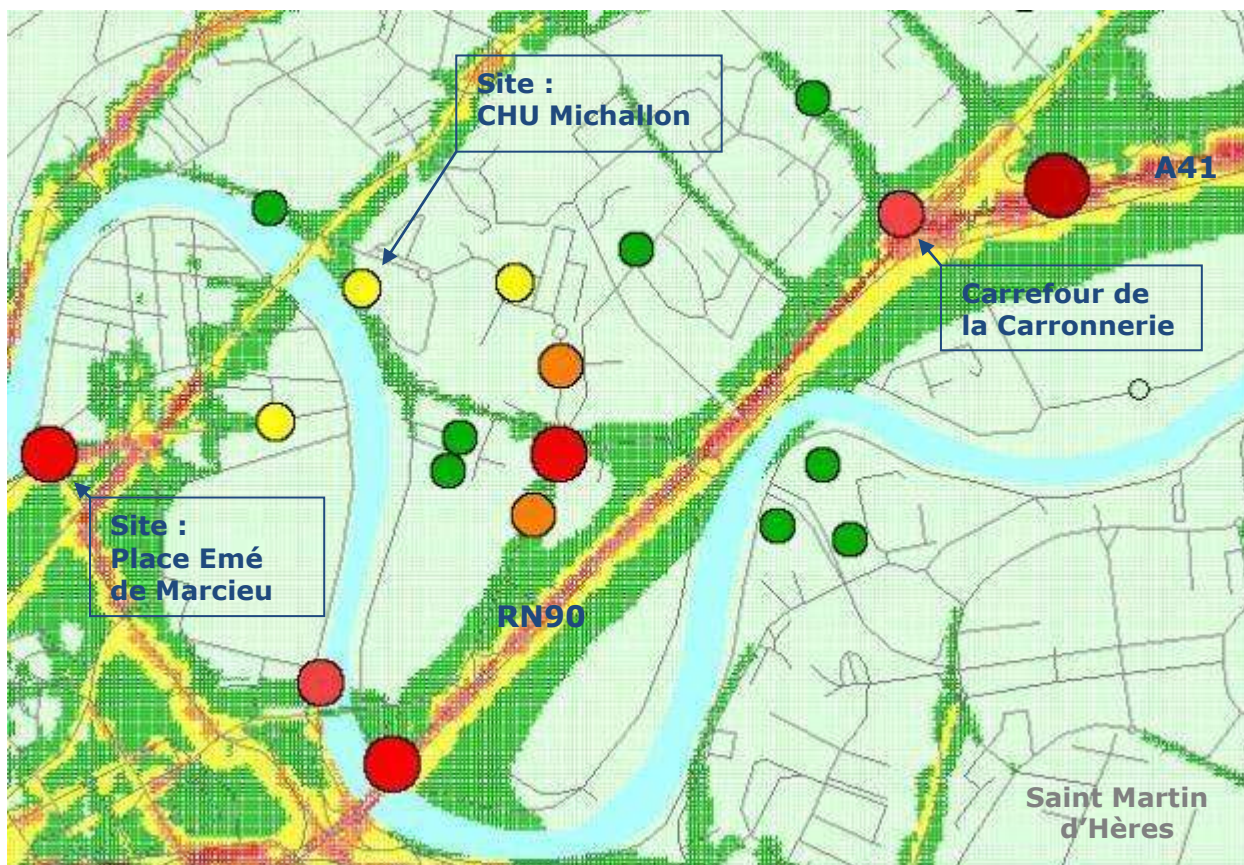 Site :
CHU Michallon
A41
Carrefour de
la Carronnerie
Site :
Place Emé
de Marcieu
RN90
Saint Martin
d'Hères